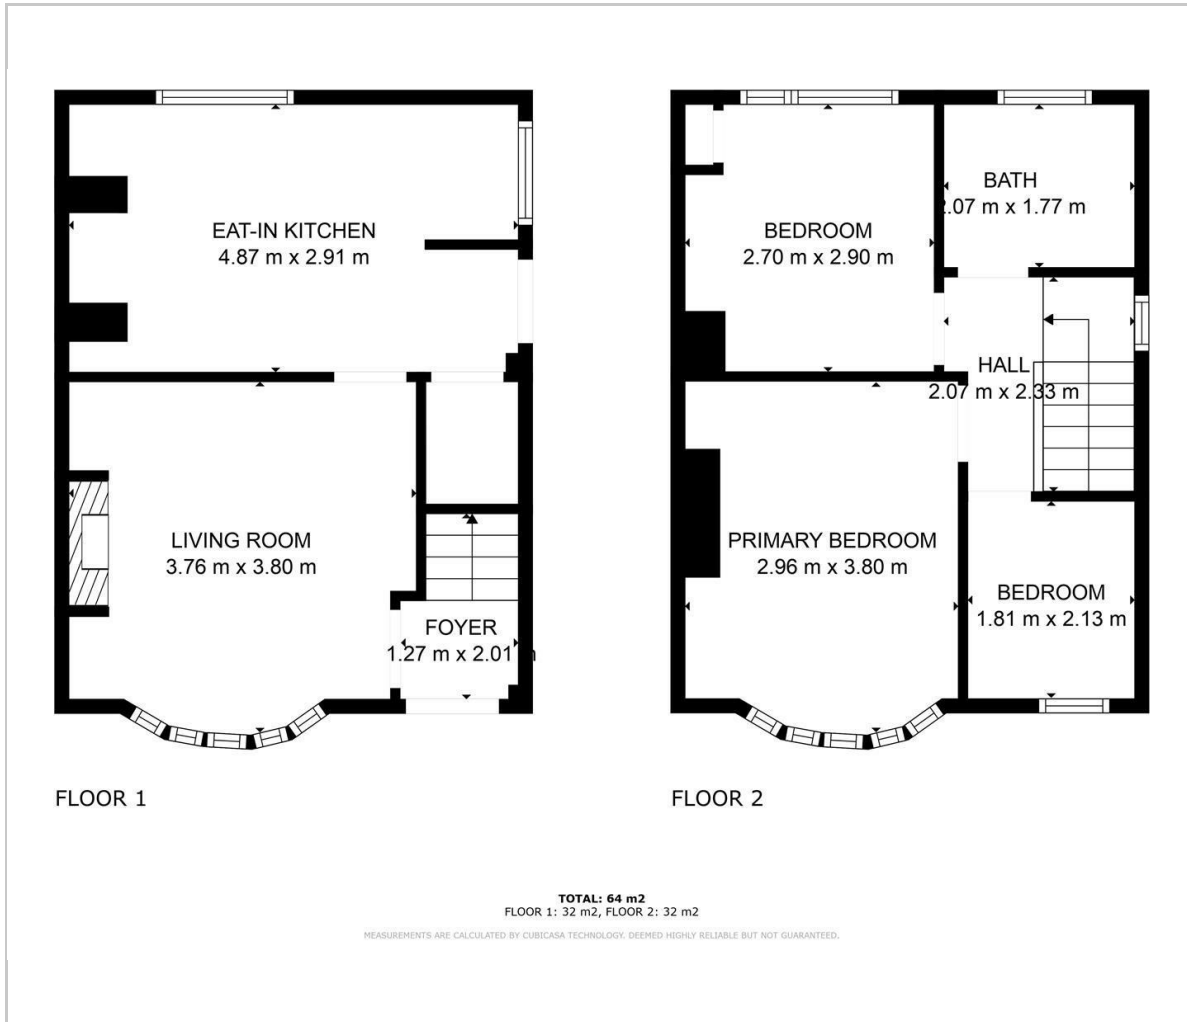 EAT-IN KITCHEN
4.87 m x 2.91 m
LIVING ROOM
3.76 m x 3.80 m
FOYER
1.27 m x 2.01 m
FLOOR 1
BATH
2.07 m x 1.77 m
BEDROOM
2.70 m x 2.90 m
HALL
2.07 m x 2.33 m
PRIMARY BEDROOM
2.96 m x 3.80 m
BEDROOM
1.81 m x 2.13 m
FLOOR 2
TOTAL: 64 m2
FLOOR 1: 32 m2, FLOOR 2: 32 m2
MEASUREMENTS ARE CALCULATED BY CUBICASA TECHNOLOGY. DEEMED HIGHLY RELIABLE BUT NOT GUARANTEED.